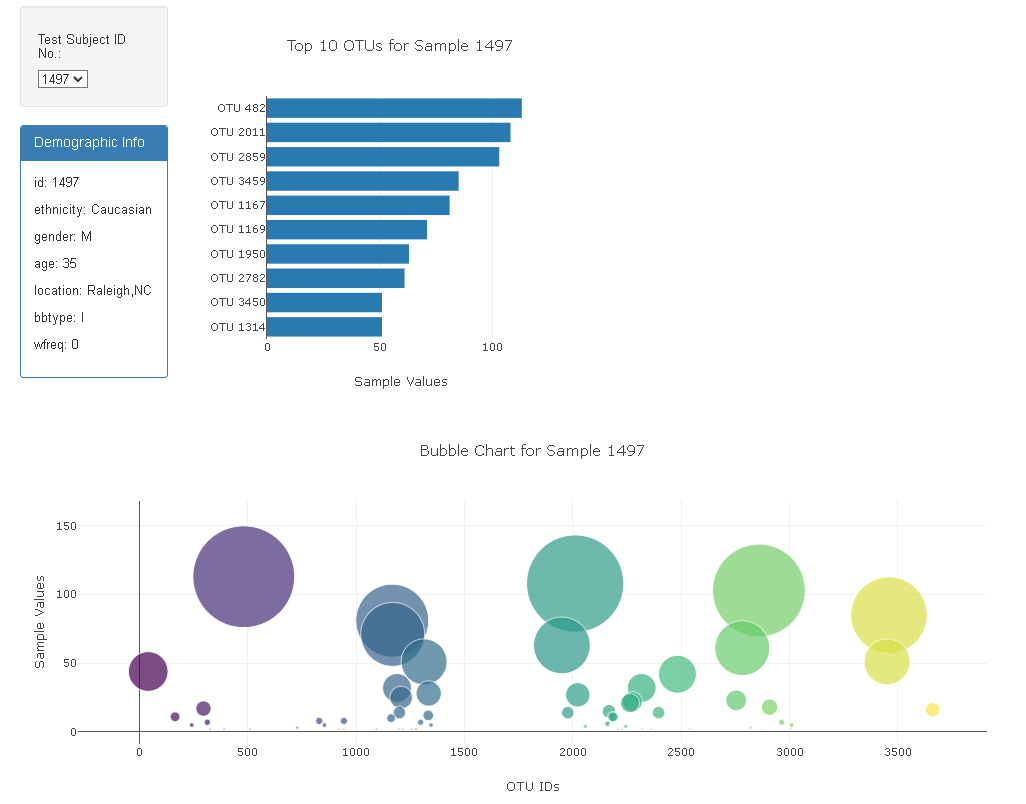 Test Subject ID
No.:
1497
Demographic Info
id: 1497
ethnicity: Caucasian
gender: M
age: 35
location: Raleigh,NC
bbtype: I
wfreq: 0
Top 10 OTUs for Sample 1497
OTU 482
OTU 2011
OTU 2859
OTU 3459
OTU 1167
OTU 1169
OTU 1950
OTU 2782
OTU 3450
OTU 1314
0 50 100
Sample Values
Bubble Chart for Sample 1497
150
100
50
0
Sample Values
0 500 1000 1500 2000 2500 3000 3500
OTU IDs